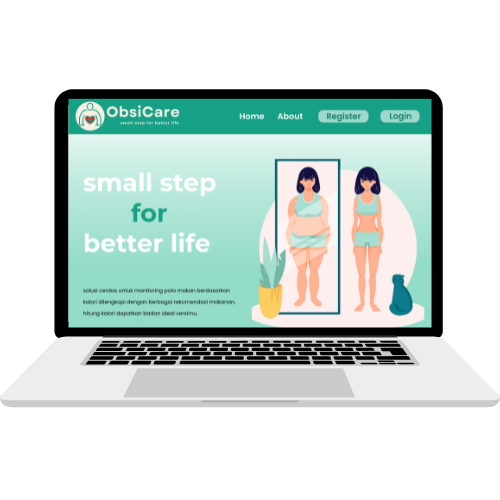 ObsiCare
small step for better life
Home About Register Login
small step
for
better life
solusi cerdas untuk monitoring pola makan berdasarkan
kalori dilengkapi dengan berbagai rekomendasi makanan,
hitung kalori dapatkan badan ideal versimu.